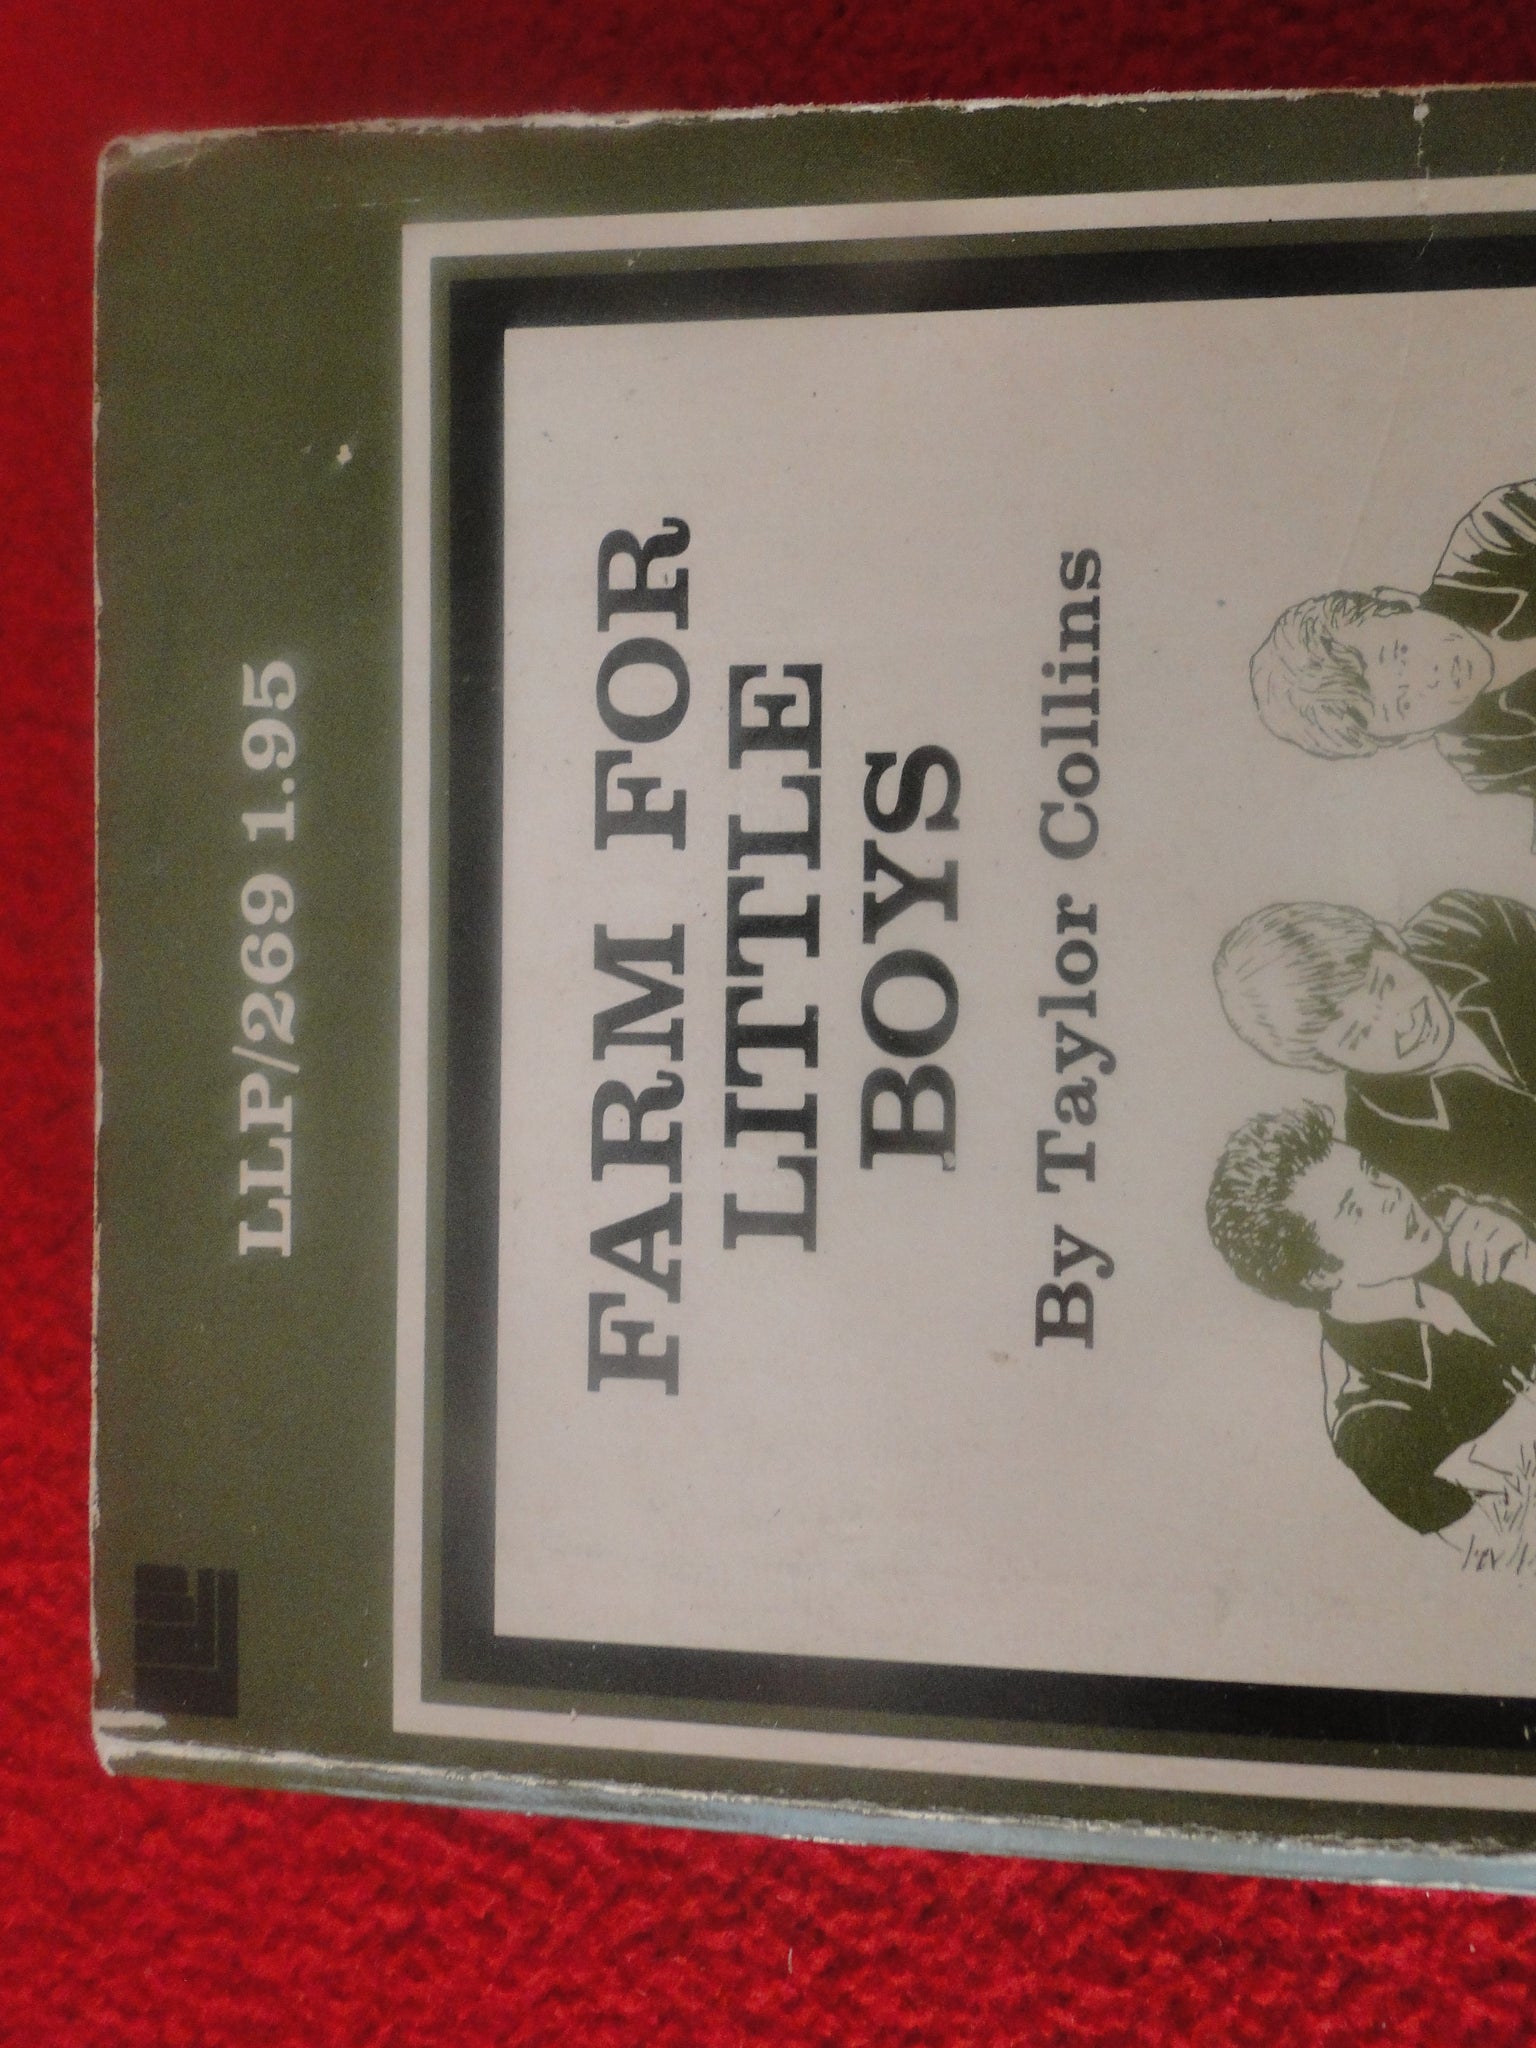 LLP/269 1.95
FARM FOR
LITTLE
BOYS
By Taylor Collins